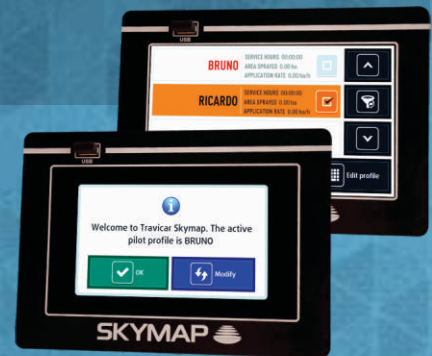 USB
BRUNO
SERVICE HOURS 00:00:00
AREA SPRAYED 0.00 ha
APPLICATION RATE 0.00 ha/h
RICARDO
SERVICE HOURS 00:00:00
AREA SPRAYED 0.00 ha
APPLICATION RATE 0.00 ha/h
Edit profile
USB
Welcome to Travicar Skymap. The active
pilot profile is BRUNO
OK
Modify
SKYMAP